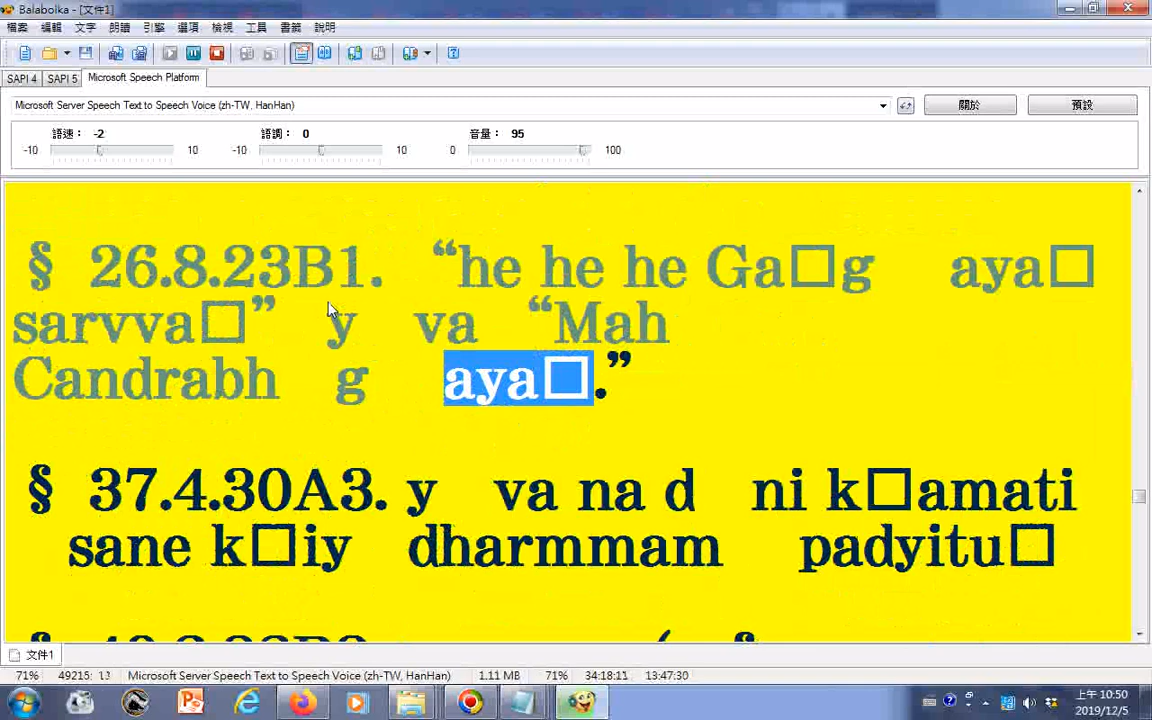 Balabolka - [文件1]
檔案 編輯 文字 朗讀 引擎 選項 檢視 工具 書籤 說明
SAPI 4 SAPI 5 Microsoft Speech Platform
Microsoft Server Speech Text to Speech Voice (zh-TW, HanHan) 關於 預設
語速： -2 語調： 0 音量： 95
-10 10 -10 10 0 100
§ 26.8.23B1. “he he he Ga□g aya□
sarvva□” y va “Mah
Candrabh g aya□.”
§ 37.4.30A3. y va na d ni k□amati
sane k□iy dharmmam padyitu□
文件1
71% 49215: 13 Microsoft Server Speech Text to Speech Voice (zh-TW, HanHan) 1.11 MB 71% 34:18:11 13:47:30
上午 10:50
2019/12/5